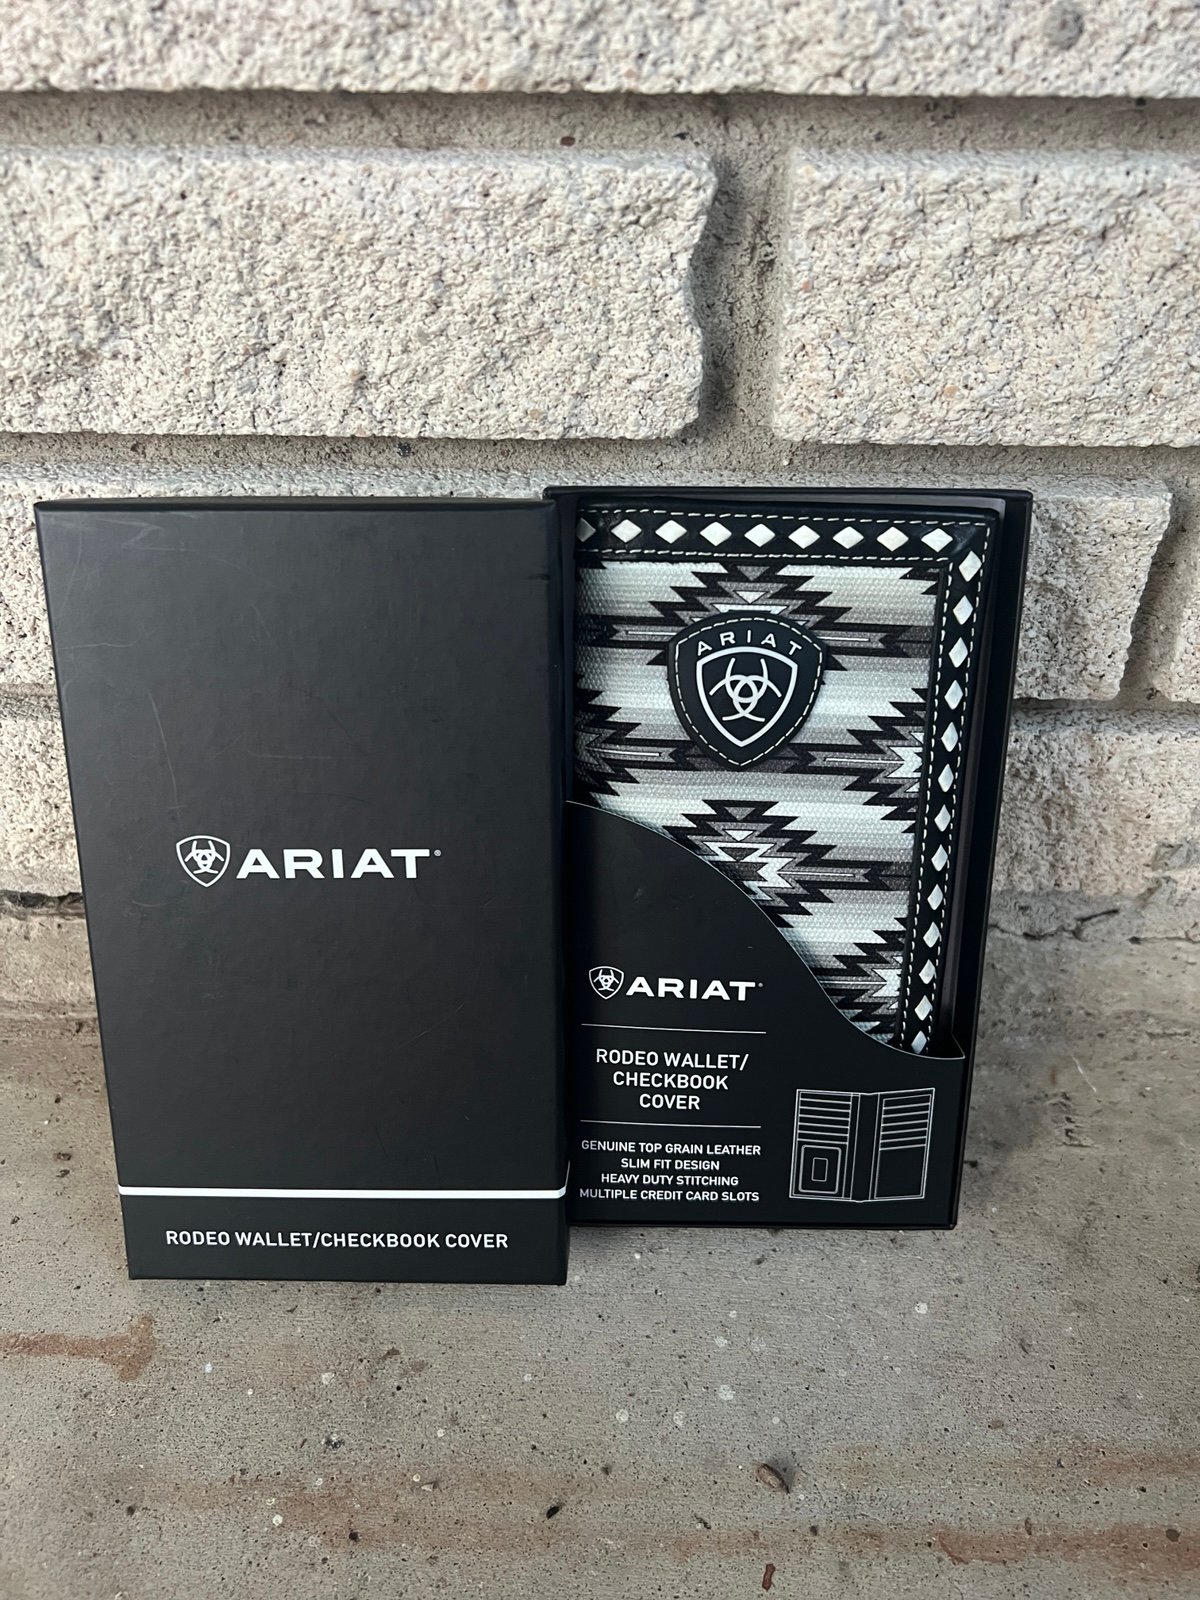 ARIAT®
RODEO WALLET/CHECKBOOK COVER
ARIAT
ARIAT®
RODEO WALLET/
CHECKBOOK
COVER
GENUINE TOP GRAIN LEATHER
SLIM FIT DESIGN
HEAVY DUTY STITCHING
MULTIPLE CREDIT CARD SLOTS